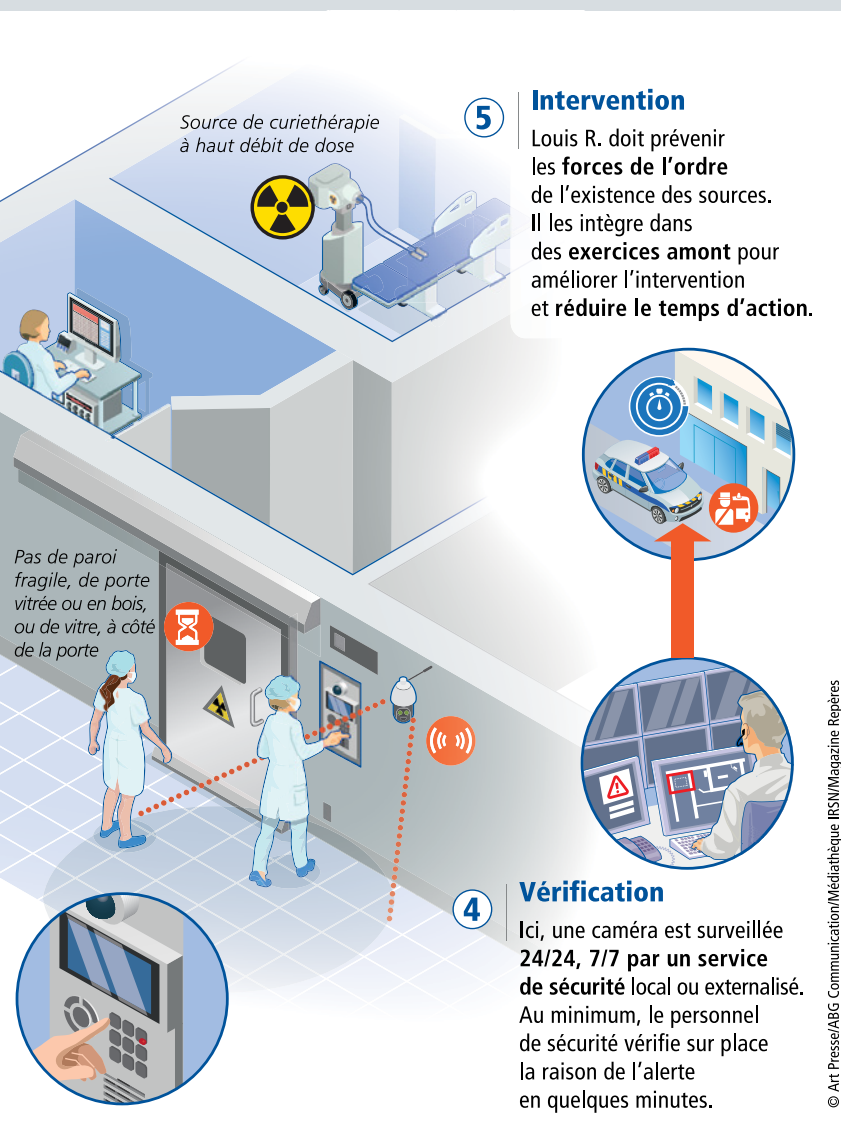 Source de curiethérapie
à haut débit de dose
5
Intervention
Louis R. doit prévenir
les forces de l'ordre
de l'existence des sources.
Il les intègre dans
des exercices amont pour
améliorer l'intervention
et réduire le temps d'action.
Pas de paroi
fragile, de porte
vitrée ou en bois,
ou de vitre, à côté
de la porte
4
Vérification
Ici, une caméra est surveillée
24/24, 7/7 par un service
de sécurité local ou externalisé.
Au minimum, le personnel
de sécurité vérifie sur place
la raison de l'alerte
en quelques minutes.
© Art Presse/ABG Communication/Médiathèque IRSN/Magazine Repères